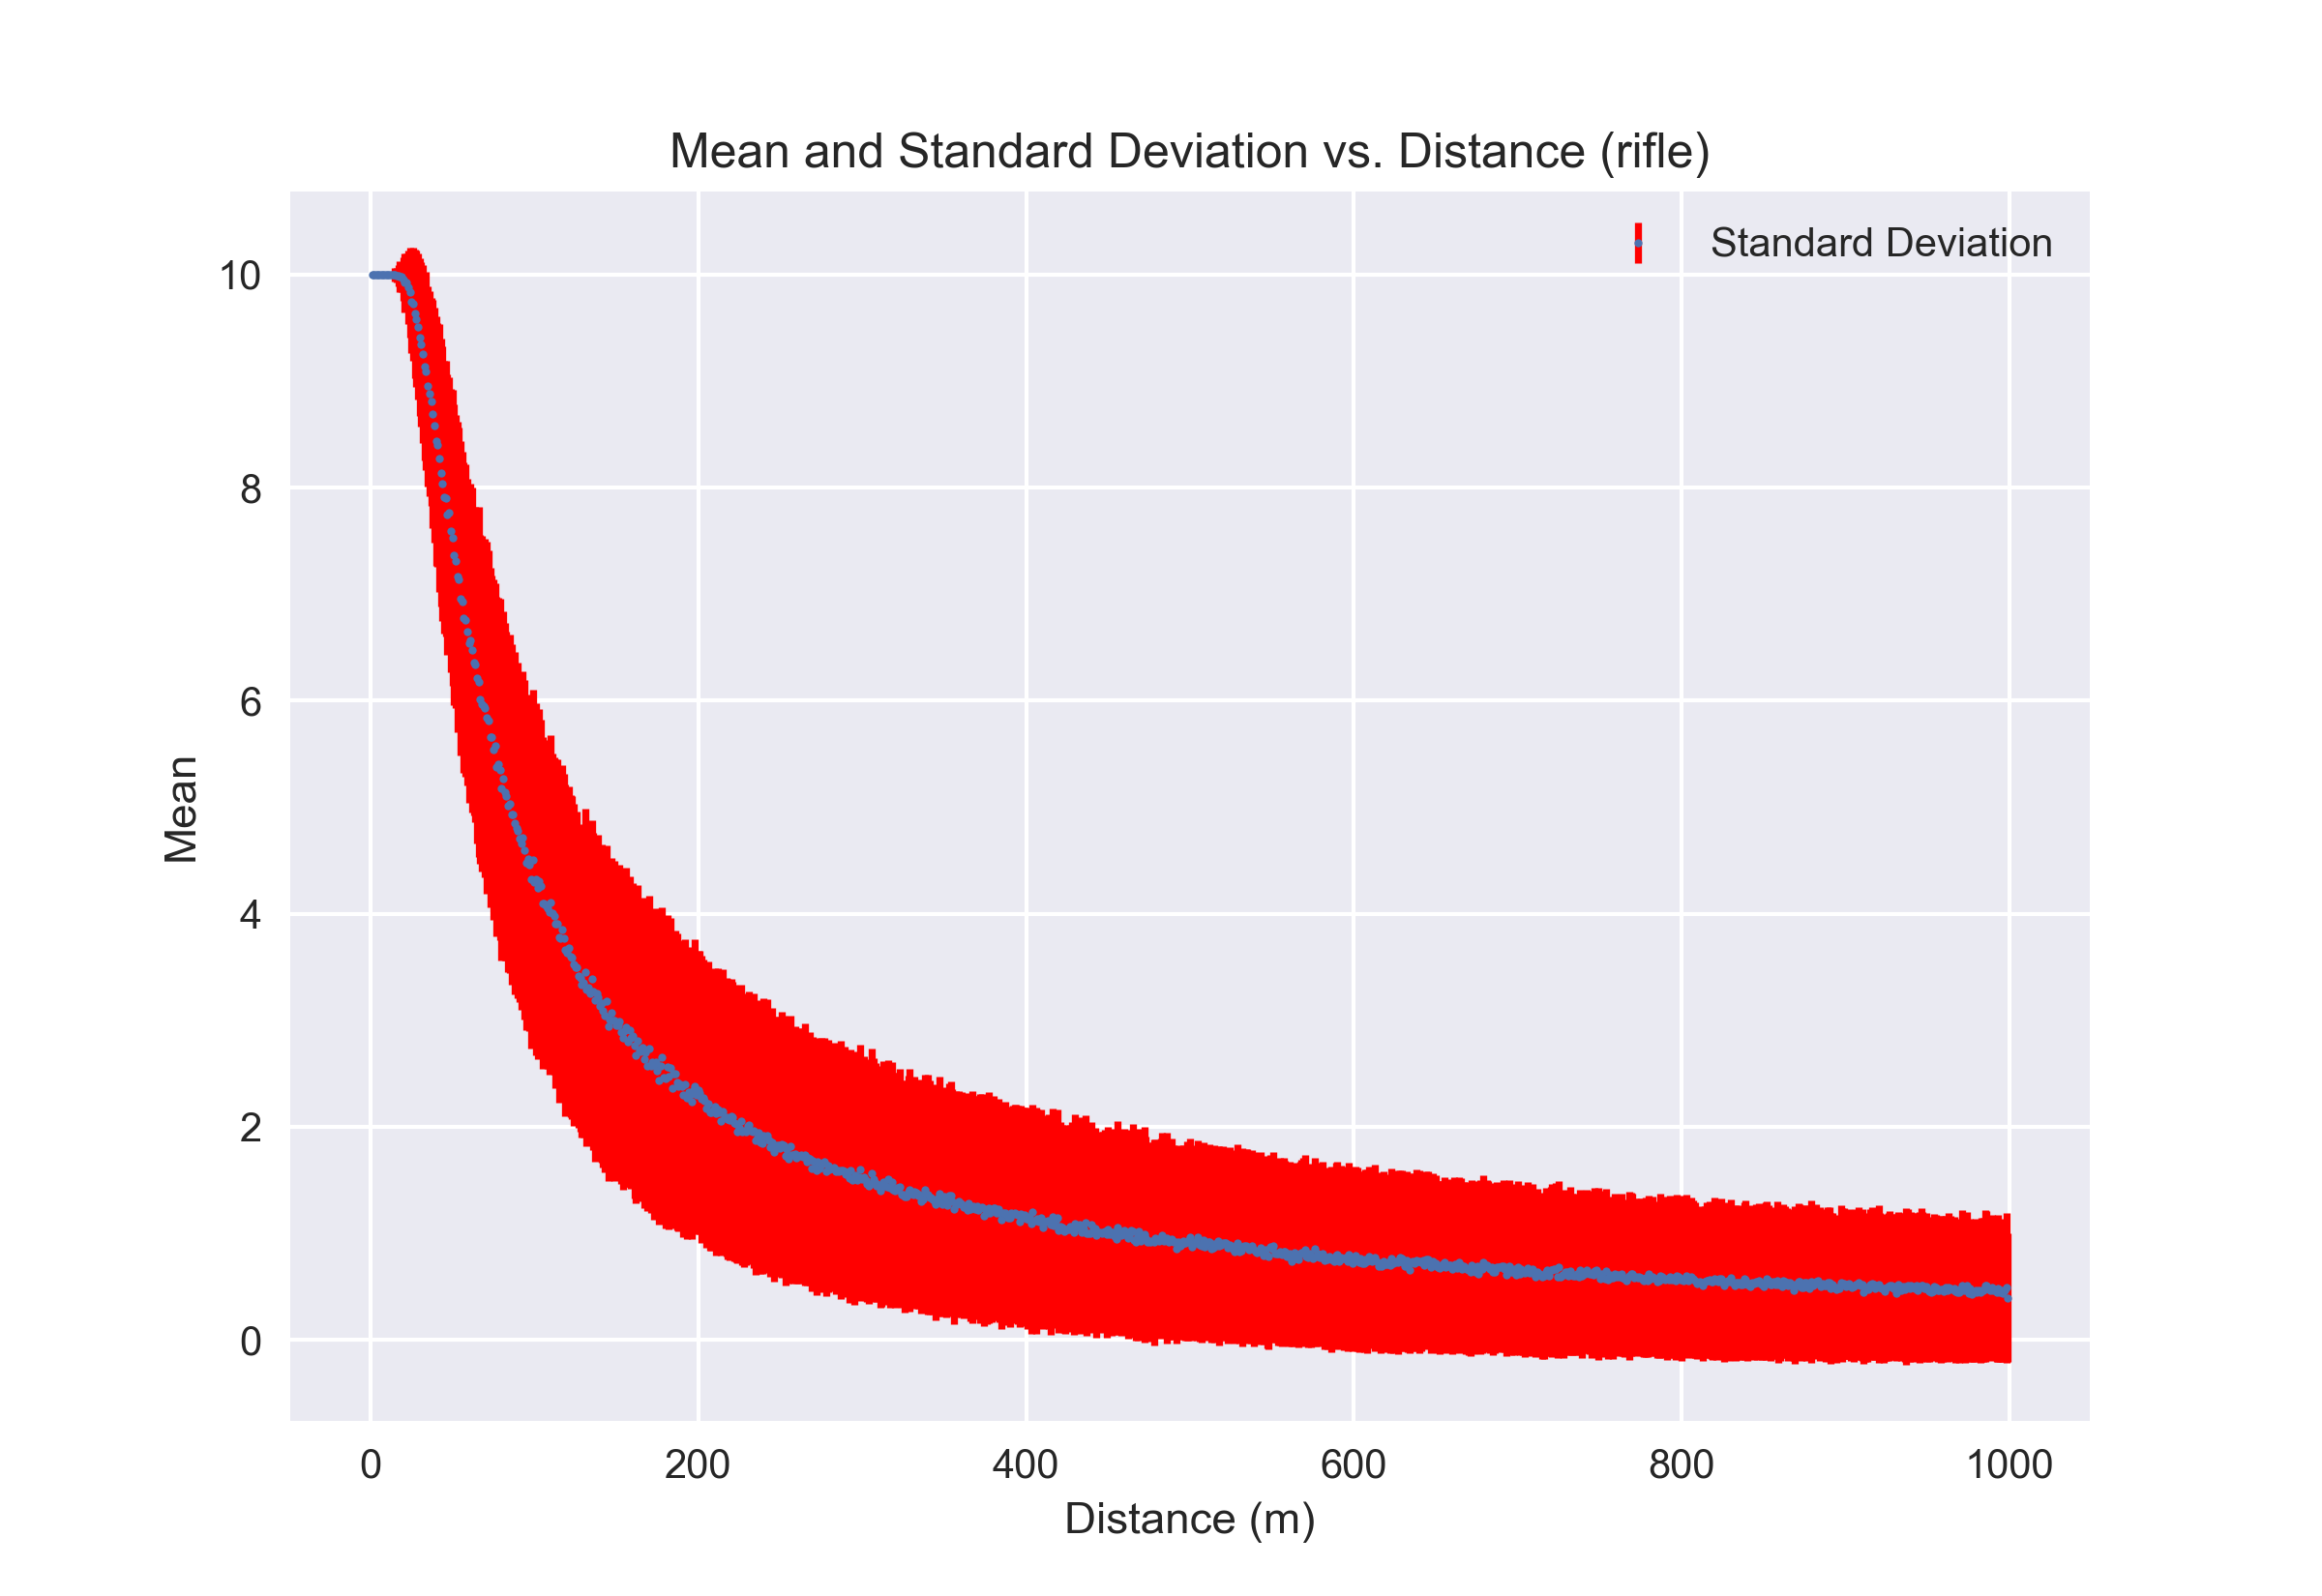 Mean and Standard Deviation vs. Distance (rifle)
Standard Deviation
10
8
6
4
2
0
Mean
0 200 400 600 800 1000
Distance (m)